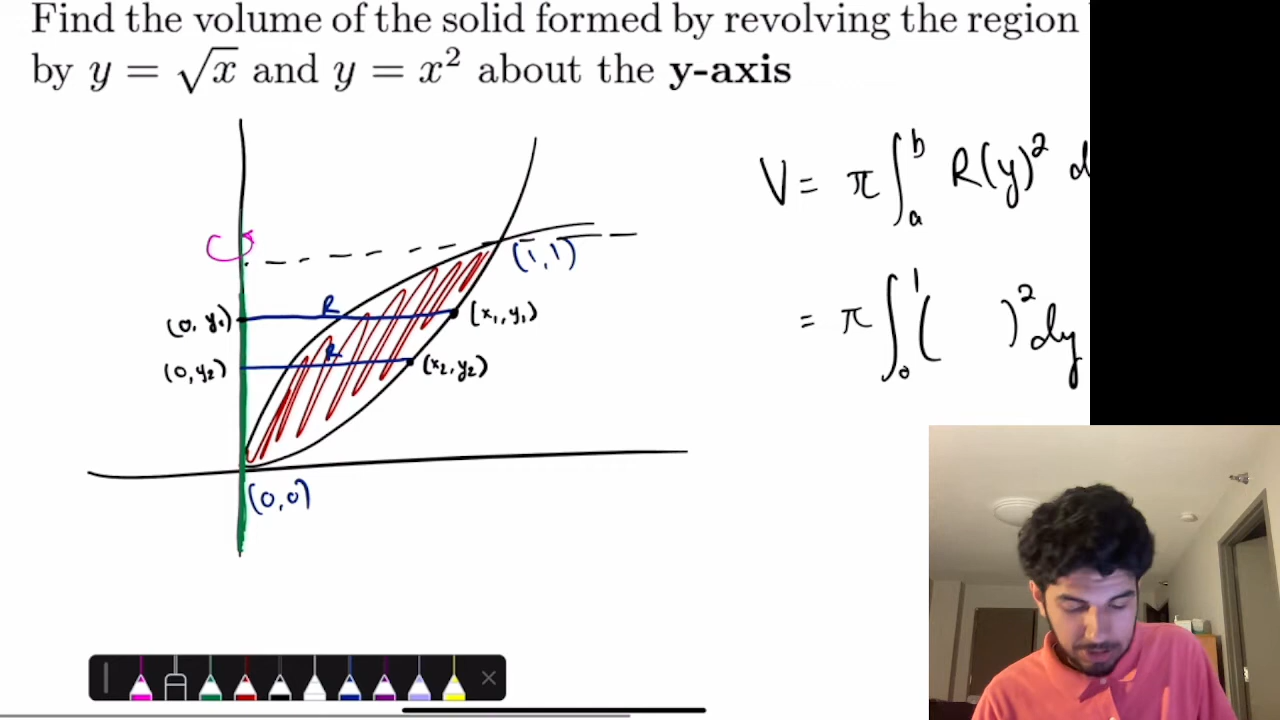 Find the volume of the solid formed by revolving the region
by y = √x and y = x² about the y-axis
V = π ∫ₐᵇ R(y)² d
= π ∫₀¹ ( )² dy
(1,1)
R
(0, y₁)
(x₁, y₁)
R
(0, y₂)
(x₂, y₂)
(0,0)